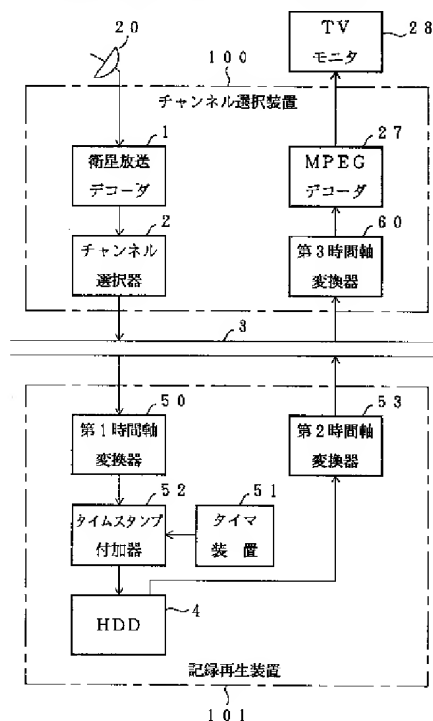 20
TV
モニタ
28
100
チャンネル選択装置
1
衛星放送
デコーダ
27
MPEG
デコーダ
2
チャンネル
選択器
60
第3時間軸
変換器
3
50
第1時間軸
変換器
53
第2時間軸
変換器
52
タイムスタンプ
付加器
51
タイマ
装置
HDD
4
記録再生装置
101